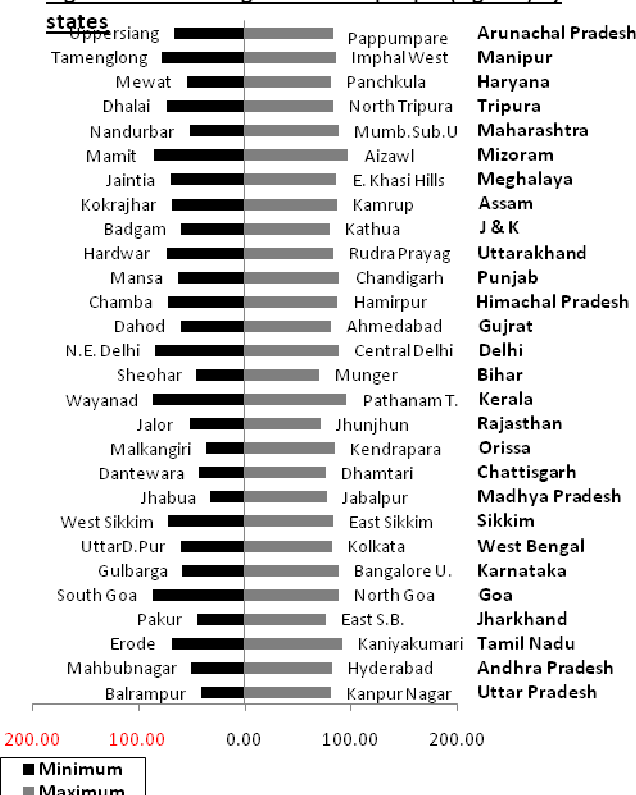 states
Uppersiang Pappumpare Arunachal Pradesh
Tamenglong Imphal West Manipur
Mewat Panchkula Haryana
Dhalai North Tripura Tripura
Nandurbar Mumb.Sub.U Maharashtra
Mamit Aizawl Mizoram
Jaintia E. Khasi Hills Meghalaya
Kokrajhar Kamrup Assam
Badgam Kathua J & K
Hardwar Rudra Prayag Uttarakhand
Mansa Chandigarh Punjab
Chamba Hamirpur Himachal Pradesh
Dahod Ahmedabad Gujrat
N.E. Delhi Central Delhi Delhi
Sheohar Munger Bihar
Wayanad Pathanam T. Kerala
Jalor Jhunjhun Rajasthan
Malkangiri Kendrapara Orissa
Dantewara Dhamtari Chattisgarh
Jhabua Jabalpur Madhya Pradesh
West Sikkim East Sikkim Sikkim
UttarD.Pur Kolkata West Bengal
Gulbarga Bangalore U. Karnataka
South Goa North Goa Goa
Pakur East S.B. Jharkhand
Erode Kaniyakumari Tamil Nadu
Mahbubnagar Hyderabad Andhra Pradesh
Balrampur Kanpur Nagar Uttar Pradesh
200.00 100.00 0.00 100.00 200.00
Minimum
Maximum